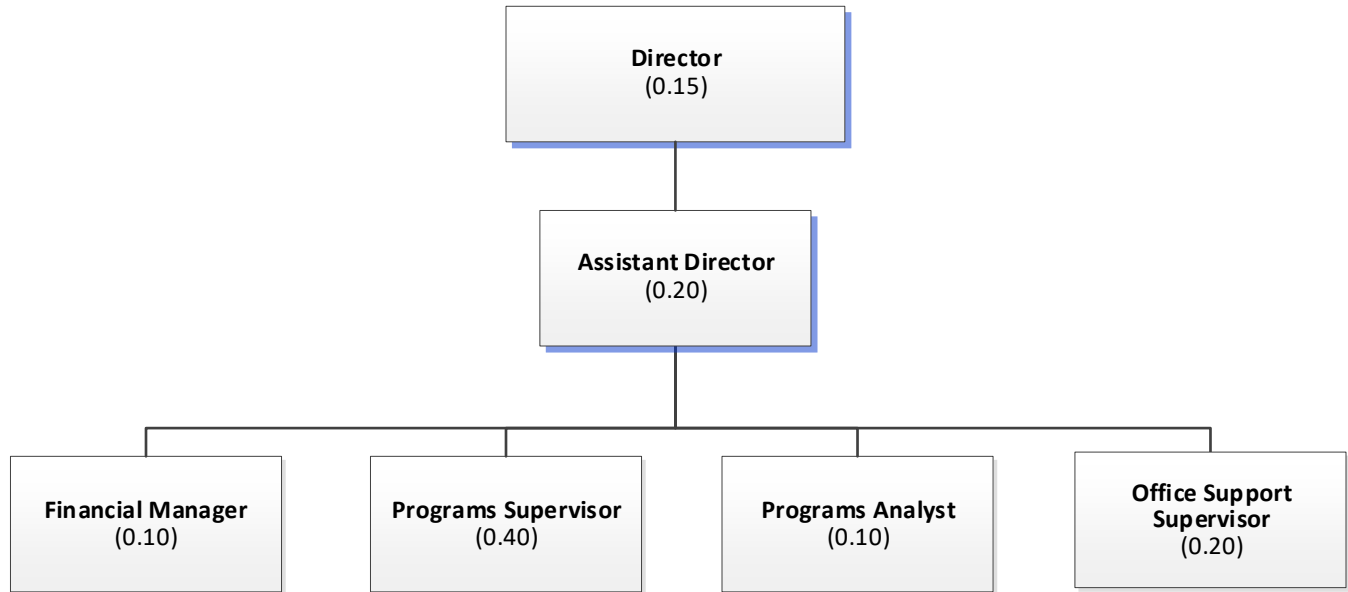 Director
(0.15)
Assistant Director
(0.20)
Financial Manager
(0.10)
Programs Supervisor
(0.40)
Programs Analyst
(0.10)
Office Support
Supervisor
(0.20)